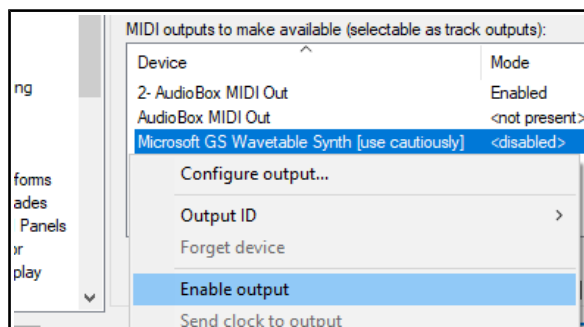 MIDI outputs to make available (selectable as track outputs):
Device Mode
ng
2- AudioBox MIDI Out Enabled
AudioBox MIDI Out <not present>
Microsoft GS Wavetable Synth [use cautiously] <disabled>
Configure output...
forms
ades
Output ID
Panels
or
Forget device
play
Enable output
Send clock to output